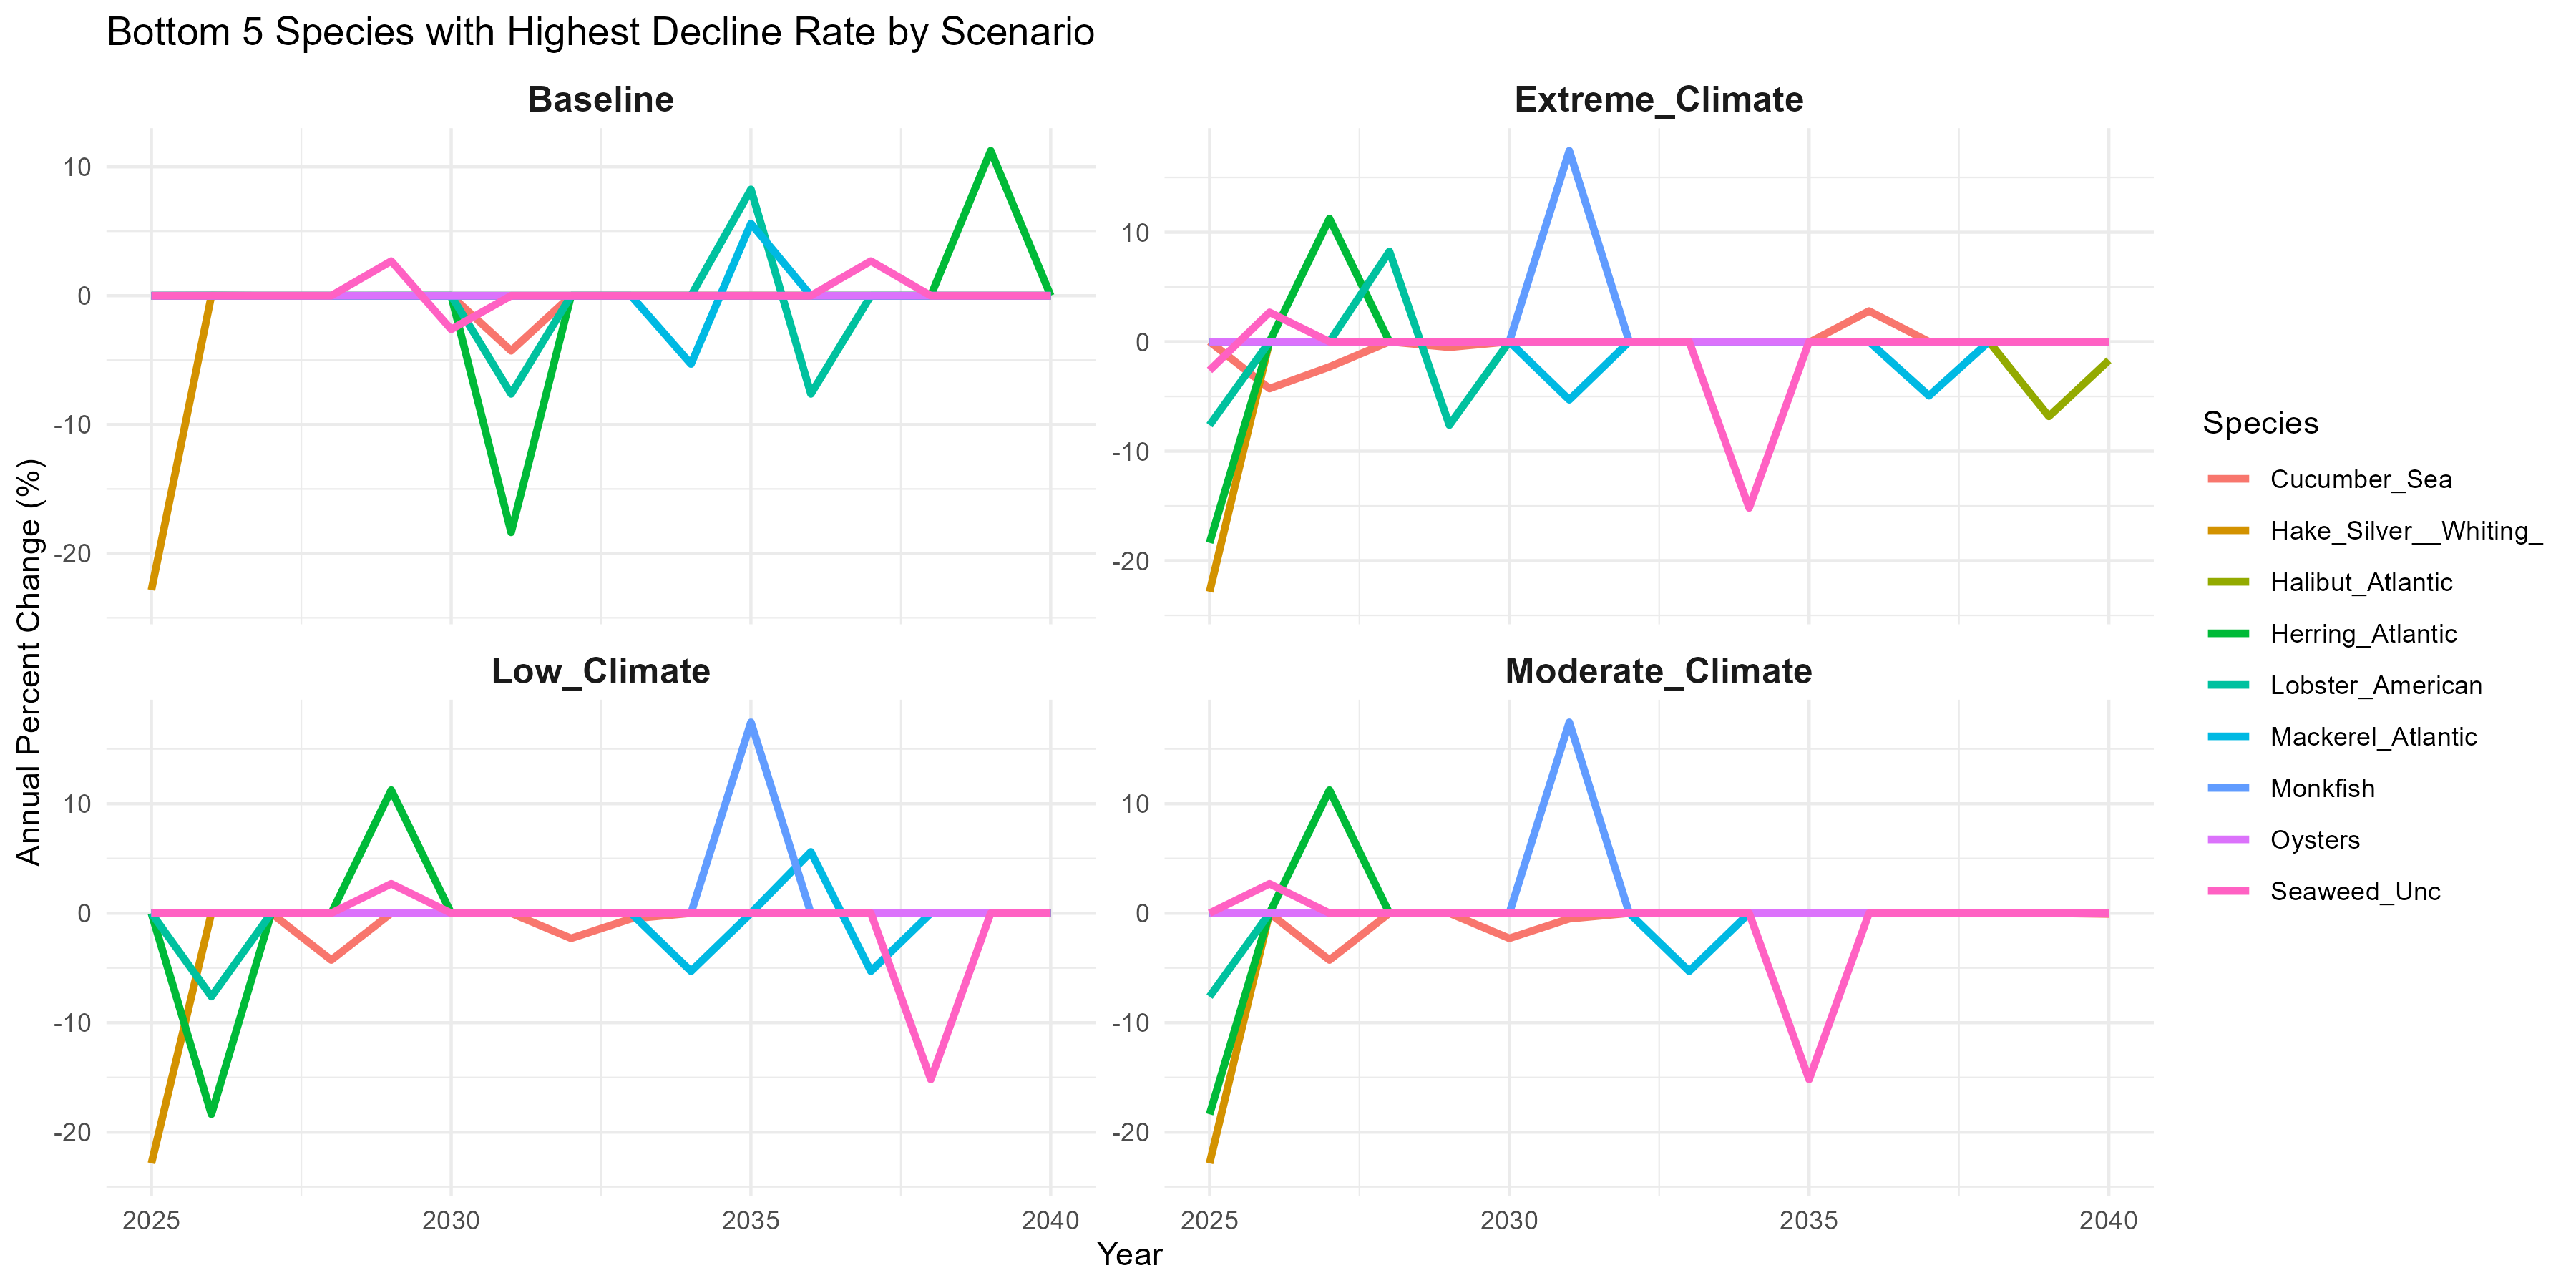 Bottom 5 Species with Highest Decline Rate by Scenario
Baseline
Extreme_Climate
10
0
-10
-20
10
0
-10
-20
Low_Climate
Moderate_Climate
10
0
-10
-20
10
0
-10
-20
2025 2030 2035 2040
2025 2030 2035 2040
Year
Annual Percent Change (%)
Species
Cucumber_Sea
Hake_Silver__Whiting_
Halibut_Atlantic
Herring_Atlantic
Lobster_American
Mackerel_Atlantic
Monkfish
Oysters
Seaweed_Unc